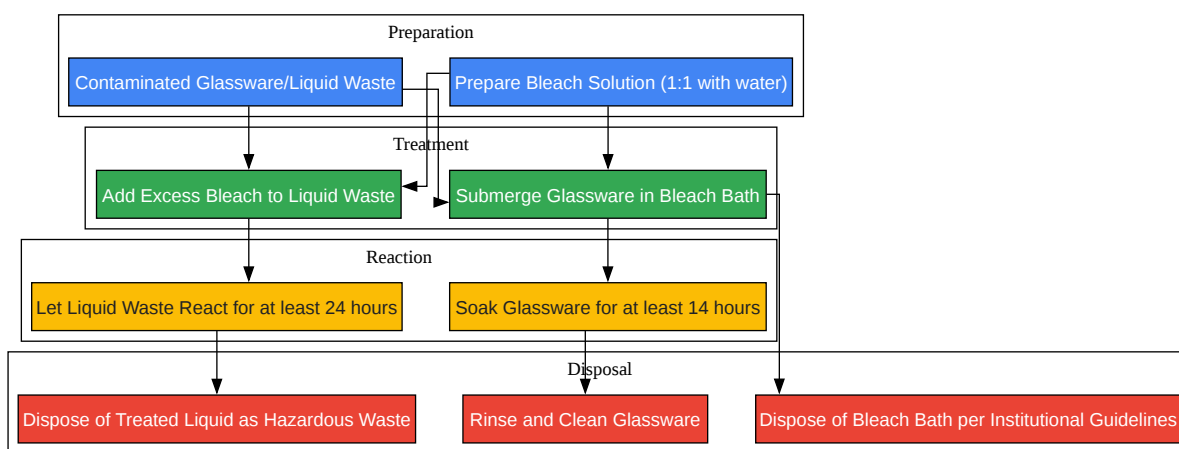 Preparation
Contaminated Glassware/Liquid Waste
Prepare Bleach Solution (1:1 with water)
Treatment
Add Excess Bleach to Liquid Waste
Submerge Glassware in Bleach Bath
Reaction
Let Liquid Waste React for at least 24 hours
Soak Glassware for at least 14 hours
Disposal
Dispose of Treated Liquid as Hazardous Waste
Rinse and Clean Glassware
Dispose of Bleach Bath per Institutional Guidelines